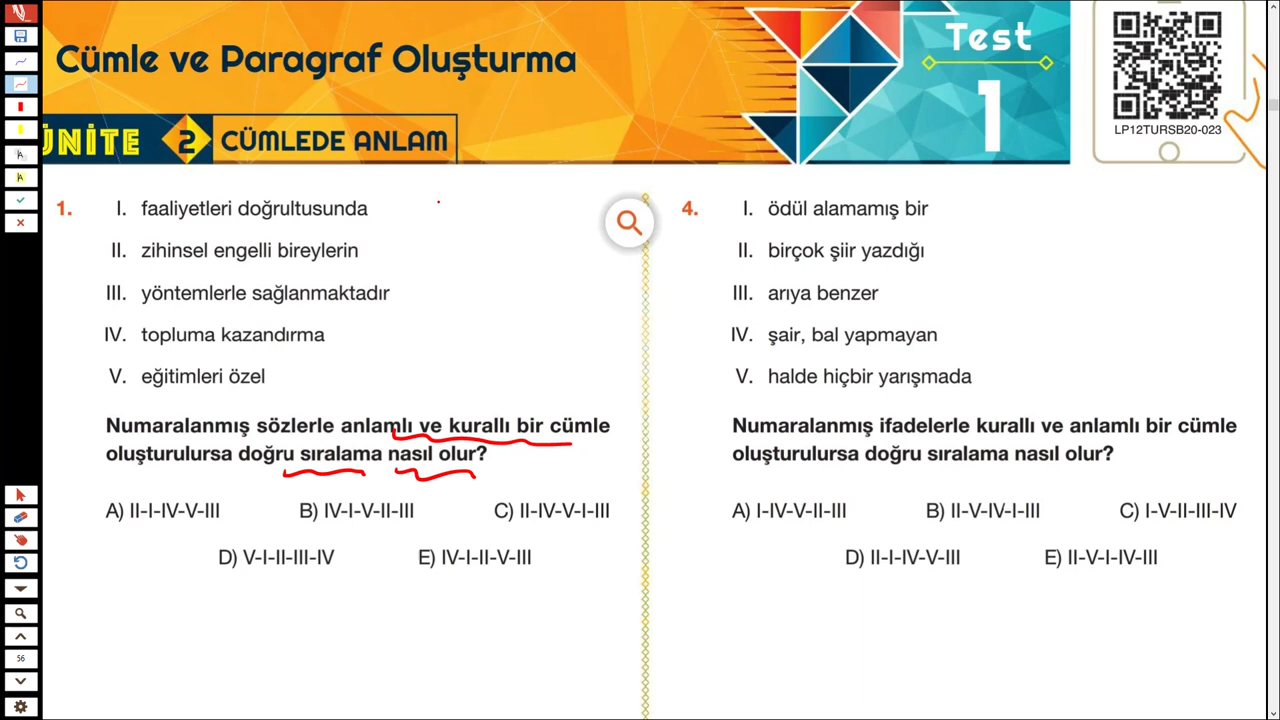 Cümle ve Paragraf Oluşturma
Test
1
ÜNİTE 2 CÜMLEDE ANLAM
LP12TURSB20-023
1. I. faaliyetleri doğrultusunda
II. zihinsel engelli bireylerin
III. yöntemlerle sağlanmaktadır
IV. topluma kazandırma
V. eğitimleri özel
Numaralanmış sözlerle anlamlı ve kurallı bir cümle
oluşturulursa doğru sıralama nasıl olur?
A) II-I-IV-V-III B) IV-I-V-II-III C) II-IV-V-I-III
D) V-I-II-III-IV E) IV-I-II-V-III
4. I. ödül alamamış bir
II. birçok şiir yazdığı
III. arıya benzer
IV. şair, bal yapmayan
V. halde hiçbir yarışmada
Numaralanmış ifadelerle kurallı ve anlamlı bir cümle
oluşturulursa doğru sıralama nasıl olur?
A) I-IV-V-II-III B) II-V-IV-I-III C) I-V-II-III-IV
D) II-I-IV-V-III E) II-V-I-IV-III
56